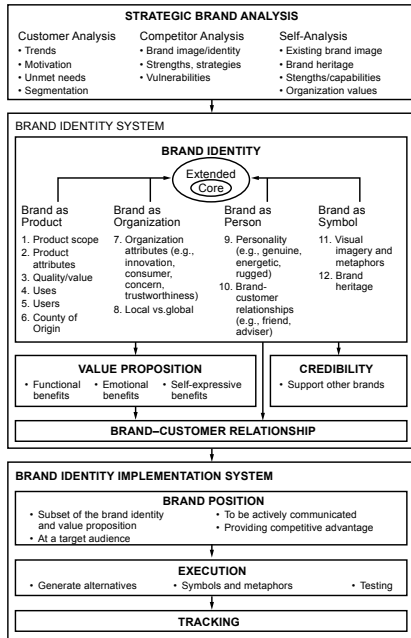 STRATEGIC BRAND ANALYSIS
Customer Analysis
• Trends
• Motivation
• Unmet needs
• Segmentation
Competitor Analysis
• Brand image/identity
• Strengths, strategies
• Vulnerabilities
Self-Analysis
• Existing brand image
• Brand heritage
• Stengths/capabilities
• Organization values
BRAND IDENTITY SYSTEM
BRAND IDENTITY
Extended
Core
Brand as
Product
1. Product scope
2. Product
attributes
3. Quality/value
4. Uses
5. Users
6. County of
Origin
Brand as
Organization
7. Organization
attributes (e.g.,
innovation,
consumer,
concern,
trustworthiness)
8. Local vs.global
Brand as
Person
9. Personality
(e.g., genuine,
energetic,
rugged)
10. Brand-
customer
relationships
(e.g., friend,
adviser)
Brand as
Symbol
11. Visual
imagery and
metaphors
12. Brand
heritage
VALUE PROPOSITION
• Functional
benefits
• Emotional
benefits
• Self-expressive
benefits
CREDIBILITY
• Support other brands
BRAND–CUSTOMER RELATIONSHIP
BRAND IDENTITY IMPLEMENTATION SYSTEM
BRAND POSITION
• Subset of the brand identity
and value proposition
• At a target audience
• To be actively communicated
• Providing competitive advantage
EXECUTION
• Generate alternatives
• Symbols and metaphors
• Testing
TRACKING